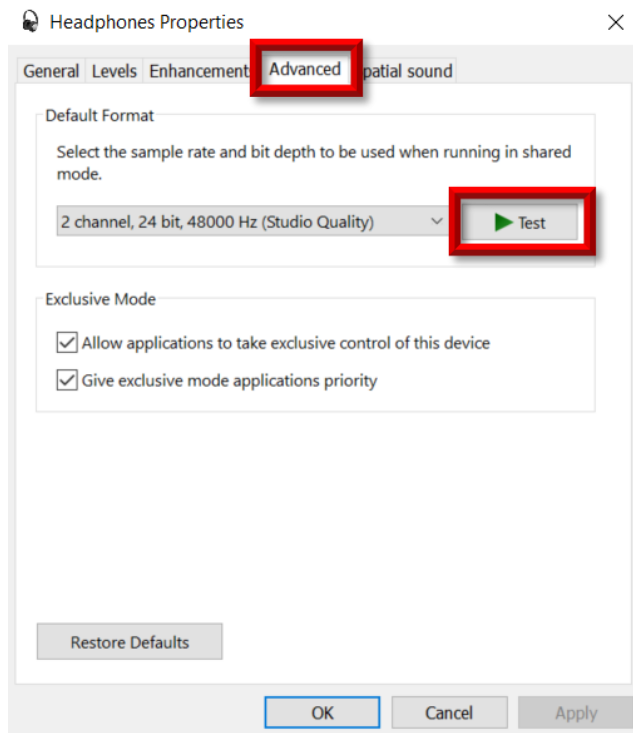 Headphones Properties
General Levels Enhancement Advanced patial sound
Default Format
Select the sample rate and bit depth to be used when running in shared
mode.
2 channel, 24 bit, 48000 Hz (Studio Quality)
Test
Exclusive Mode
Allow applications to take exclusive control of this device
Give exclusive mode applications priority
Restore Defaults
OK Cancel Apply